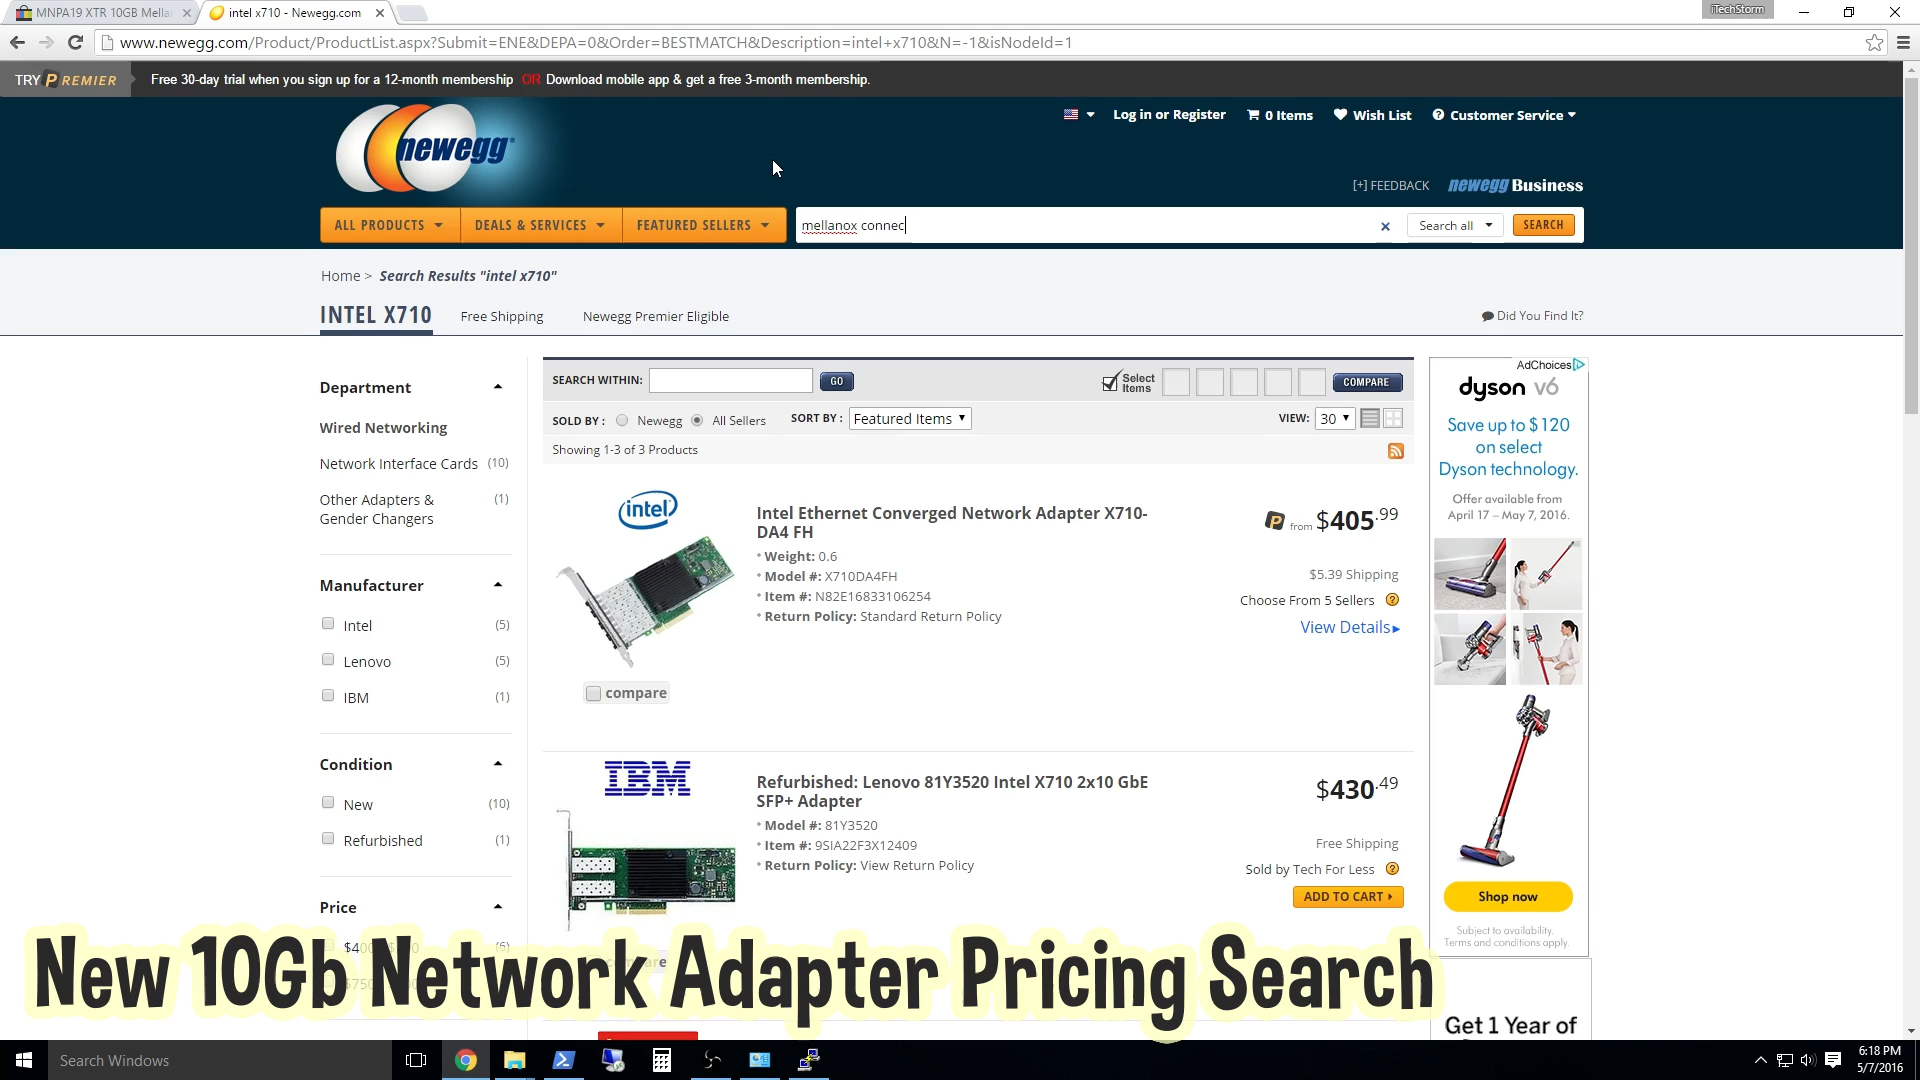 MNPA19 XTR 10GB Mella
intel x710 - Newegg.com
iTechStorm
www.newegg.com/Product/ProductList.aspx?Submit=ENE&DEPA=0&Order=BESTMATCH&Description=intel+x710&N=-1&isNodeId=1
TRY PREMIER
Free 30-day trial when you sign up for a 12-month membership OR Download mobile app & get a free 3-month membership.
newegg
Log in or Register
0 Items
Wish List
Customer Service
[+] FEEDBACK
newegg Business
ALL PRODUCTS
DEALS & SERVICES
FEATURED SELLERS
mellanox connec
Search all
SEARCH
Home > Search Results "intel x710"
INTEL X710
Free Shipping
Newegg Premier Eligible
Did You Find It?
Department
Wired Networking
Network Interface Cards (10)
Other Adapters & (1)
Gender Changers
Manufacturer
Intel (5)
Lenovo (5)
IBM (1)
Condition
New (10)
Refurbished (1)
Price
SEARCH WITHIN:
GO
Select
Items
COMPARE
SOLD BY : Newegg All Sellers
SORT BY : Featured Items
VIEW: 30
Showing 1-3 of 3 Products
intel
Intel Ethernet Converged Network Adapter X710-
DA4 FH
Weight: 0.6
Model #: X710DA4FH
Item #: N82E16833106254
Return Policy: Standard Return Policy
from $405.99
$5.39 Shipping
Choose From 5 Sellers
View Details
compare
IBM
Refurbished: Lenovo 81Y3520 Intel X710 2x10 GbE
SFP+ Adapter
Model #: 81Y3520
Item #: 9SIA22F3X12409
Return Policy: View Return Policy
$430.49
Free Shipping
Sold by Tech For Less
ADD TO CART
AdChoices
dyson v6
Save up to $120
on select
Dyson technology.
Offer available from
April 17 – May 7, 2016.
Shop now
Subject to availability.
Terms and conditions apply.
Get 1 Year of
New 10Gb Network Adapter Pricing Search
Search Windows
6:18 PM
5/7/2016